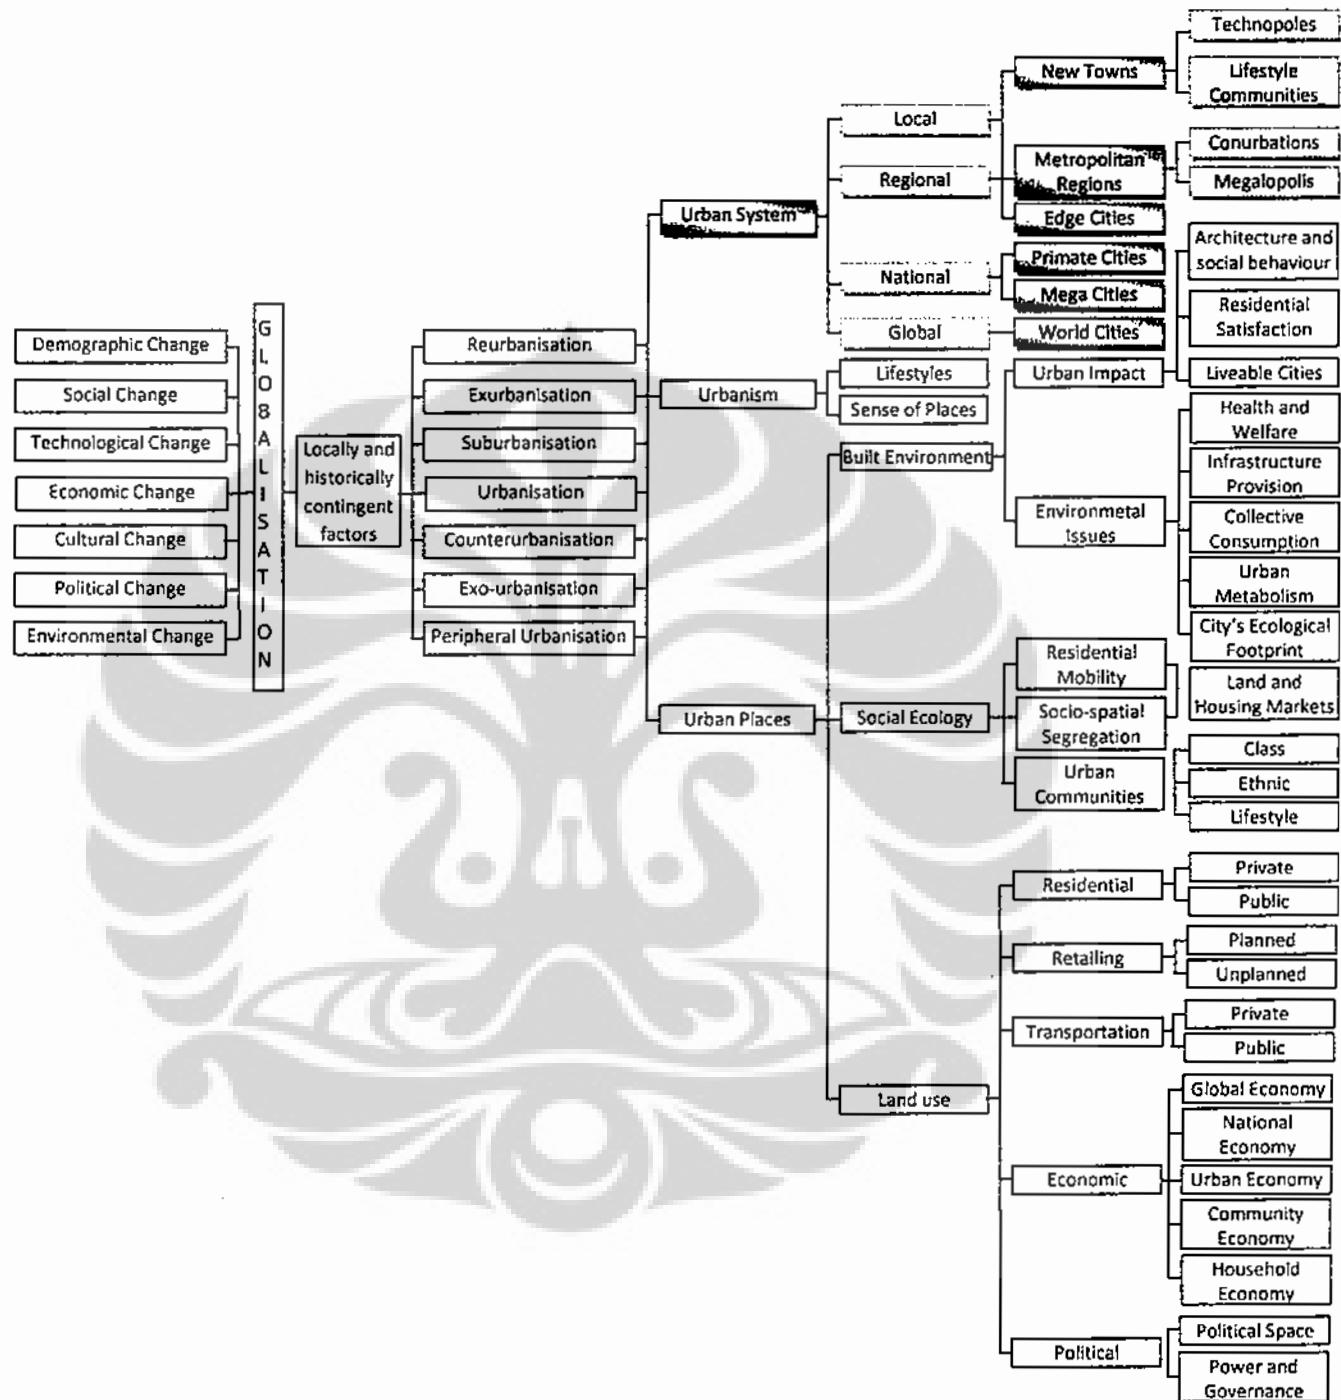 Demographic Change
Social Change
Technological Change
Economic Change
Cultural Change
Political Change
Environmental Change
GLOBALISATION
Locally and
historically
contingent
factors
Reurbanisation
Exurbanisation
Suburbanisation
Urbanisation
Counterurbanisation
Exo-urbanisation
Peripheral Urbanisation
Urban System
Urbanism
Urban Places
Local
Regional
National
Global
Lifestyles
Sense of Places
Built Environment
Social Ecology
Land use
New Towns
Metropolitan
Regions
Edge Cities
Primate Cities
Mega Cities
World Cities
Urban Impact
Environmetal
Issues
Residential
Mobility
Socio-spatial
Segregation
Urban
Communities
Residential
Retailing
Transportation
Economic
Political
Technopoles
Lifestyle
Communities
Conurbations
Megalopolis
Architecture and
social behaviour
Residential
Satisfaction
Liveable Cities
Health and
Welfare
Infrastructure
Provision
Collective
Consumption
Urban
Metabolism
City's Ecological
Footprint
Land and
Housing Markets
Class
Ethnic
Lifestyle
Private
Public
Planned
Unplanned
Private
Public
Global Economy
National
Economy
Urban Economy
Community
Economy
Household
Economy
Political Space
Power and
Governance